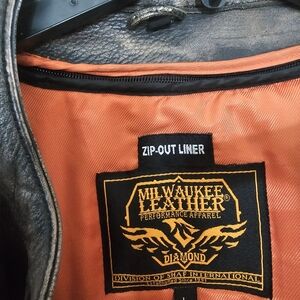 ZIP-OUT LINER
MILWAUKEE
LEATHER®
PERFORMANCE APPAREL
DIAMOND
DIVISION OF SHAF INTERNATIONAL
L